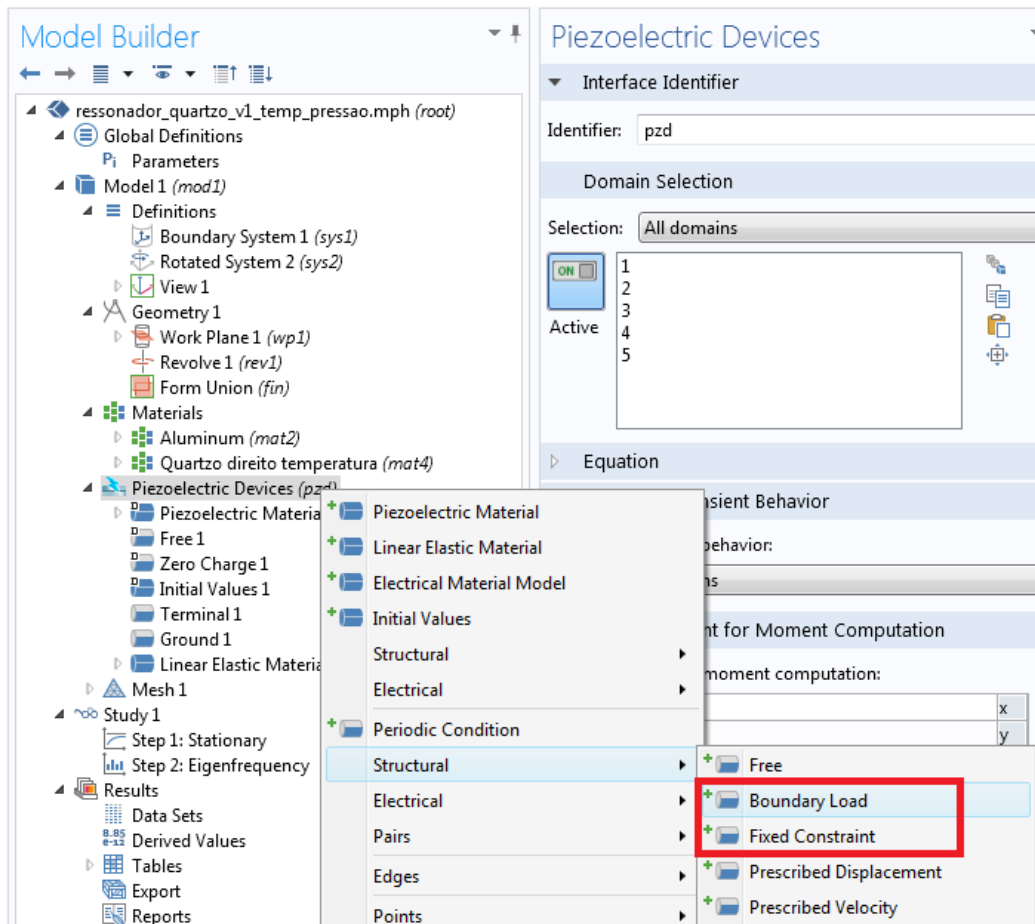 Model Builder
ressonador_quartzo_v1_temp_pressao.mph (root)
Global Definitions
Pi Parameters
Model 1 (mod1)
Definitions
Boundary System 1 (sys1)
Rotated System 2 (sys2)
View 1
Geometry 1
Work Plane 1 (wp1)
Revolve 1 (rev1)
Form Union (fin)
Materials
Aluminum (mat2)
Quartzo direito temperatura (mat4)
Piezoelectric Devices (pzd)
Piezoelectric Materia
Free 1
Zero Charge 1
Initial Values 1
Terminal 1
Ground 1
Linear Elastic Materia
Mesh 1
Study 1
Step 1: Stationary
Step 2: Eigenfrequency
Results
Data Sets
8.85
e-12 Derived Values
Tables
Export
Reports
Piezoelectric Devices
Interface Identifier
Identifier: pzd
Domain Selection
Selection: All domains
ON
Active
1
2
3
4
5
Equation
nsient Behavior
behavior:
ns
nt for Moment Computation
moment computation:
x
y
Piezoelectric Material
Linear Elastic Material
Electrical Material Model
Initial Values
Structural
Electrical
Periodic Condition
Structural
Electrical
Pairs
Edges
Points
Free
Boundary Load
Fixed Constraint
Prescribed Displacement
Prescribed Velocity